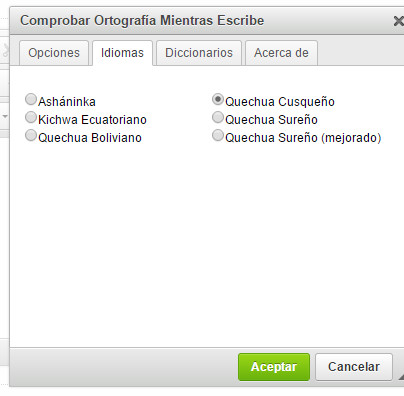 Comprobar Ortografía Mientras Escribe
Opciones Idiomas Diccionarios Acerca de
Asháninka Quechua Cusqueño
Kichwa Ecuatoriano Quechua Sureño
Quechua Boliviano Quechua Sureño (mejorado)
Aceptar Cancelar